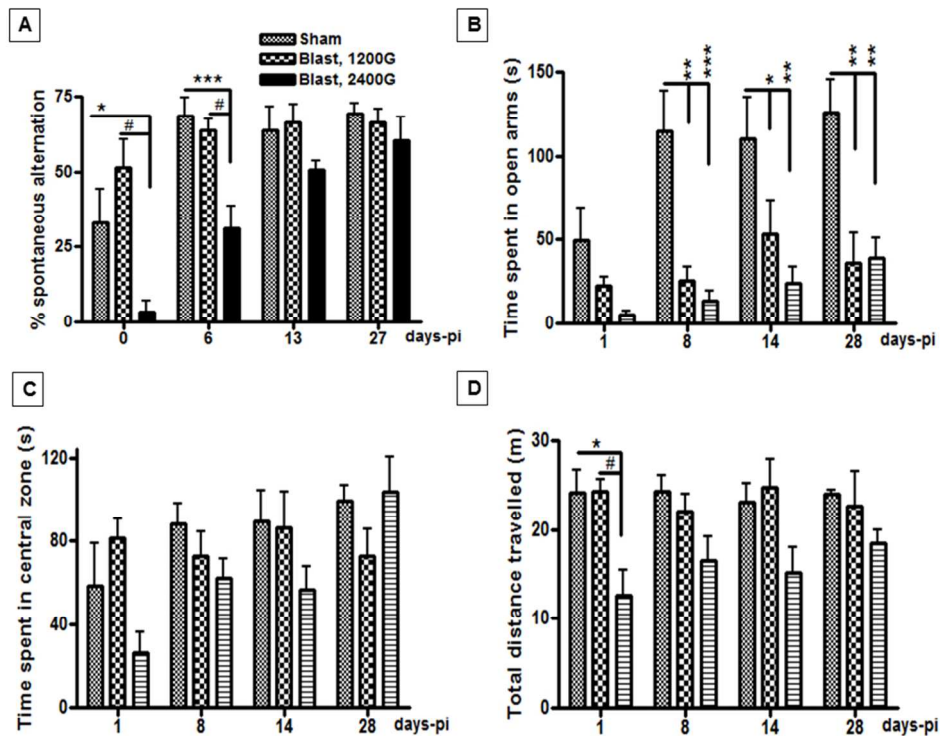 A
Sham
Blast, 1200G
Blast, 2400G
% spontaneous alternation
75
50
25
0
*
#
***
#
0 6 13 27 days-pi
B
Time spent in open arms (s)
150
100
50
0
** ***
* **
** **
1 8 14 28 days-pi
C
Time spent in central zone (s)
120
80
40
0
1 8 14 28 days-pi
D
Total distance travelled (m)
30
20
10
0
*
#
1 8 14 28 days-pi